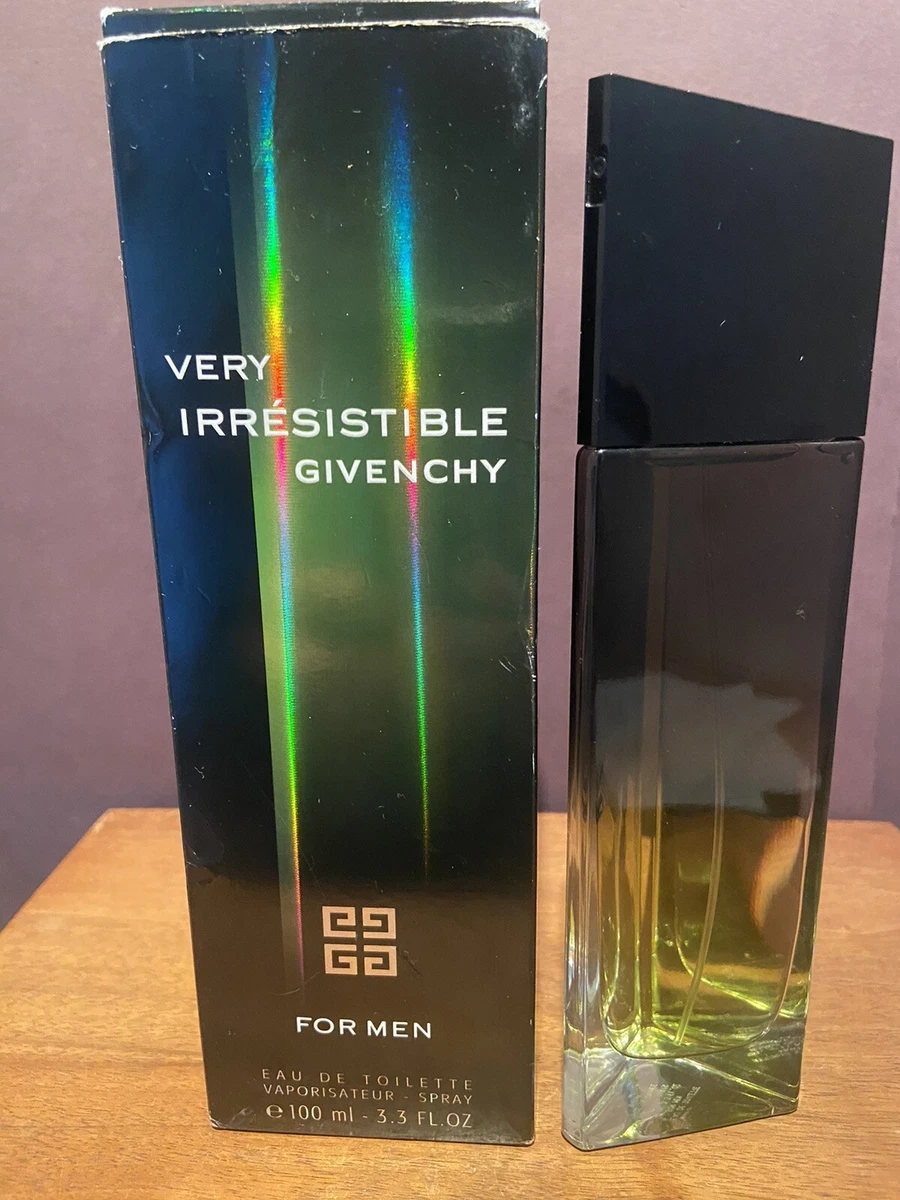 VERY
IRRÉSISTIBLE
GIVENCHY
FOR MEN
EAU DE TOILETTE
VAPORISATEUR - SPRAY
℮ 100 ml - 3.3 FL.OZ